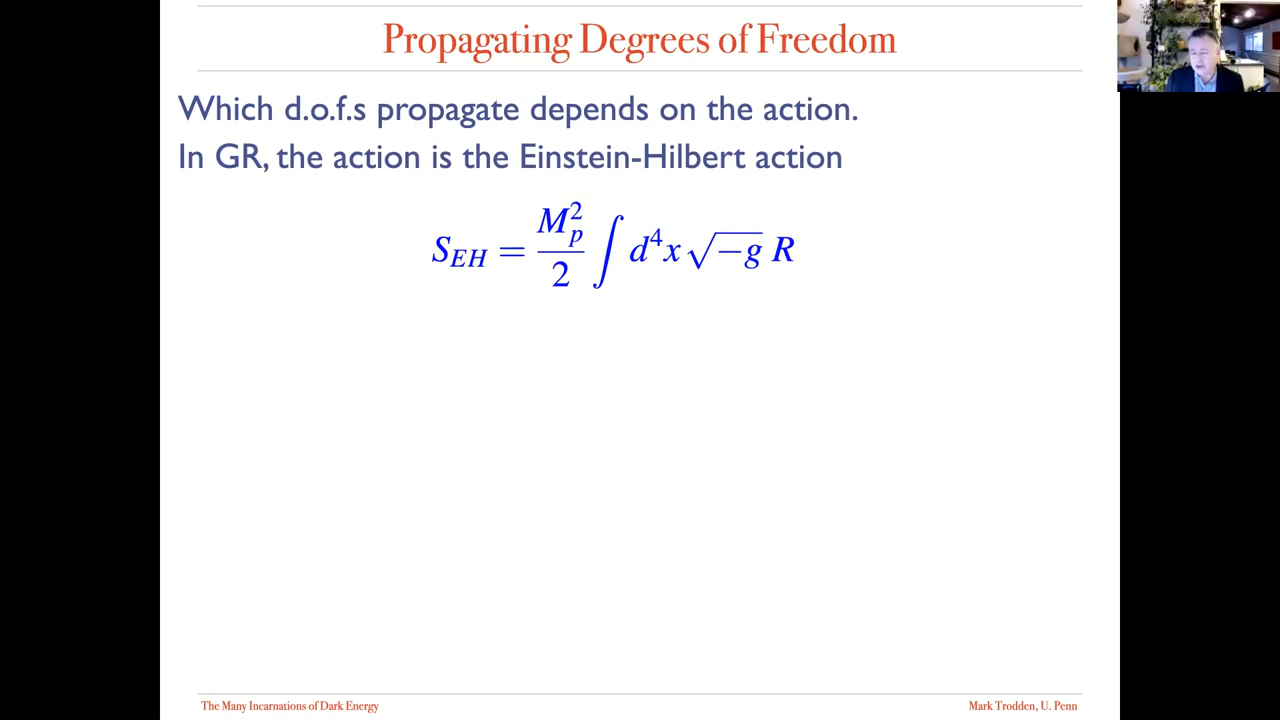 Propagating Degrees of Freedom
Which d.o.f.s propagate depends on the action.
In GR, the action is the Einstein-Hilbert action
S_{EH} = \frac{M_p^2}{2} \int d^4x \sqrt{-g} R
The Many Incarnations of Dark Energy
Mark Trodden, U. Penn